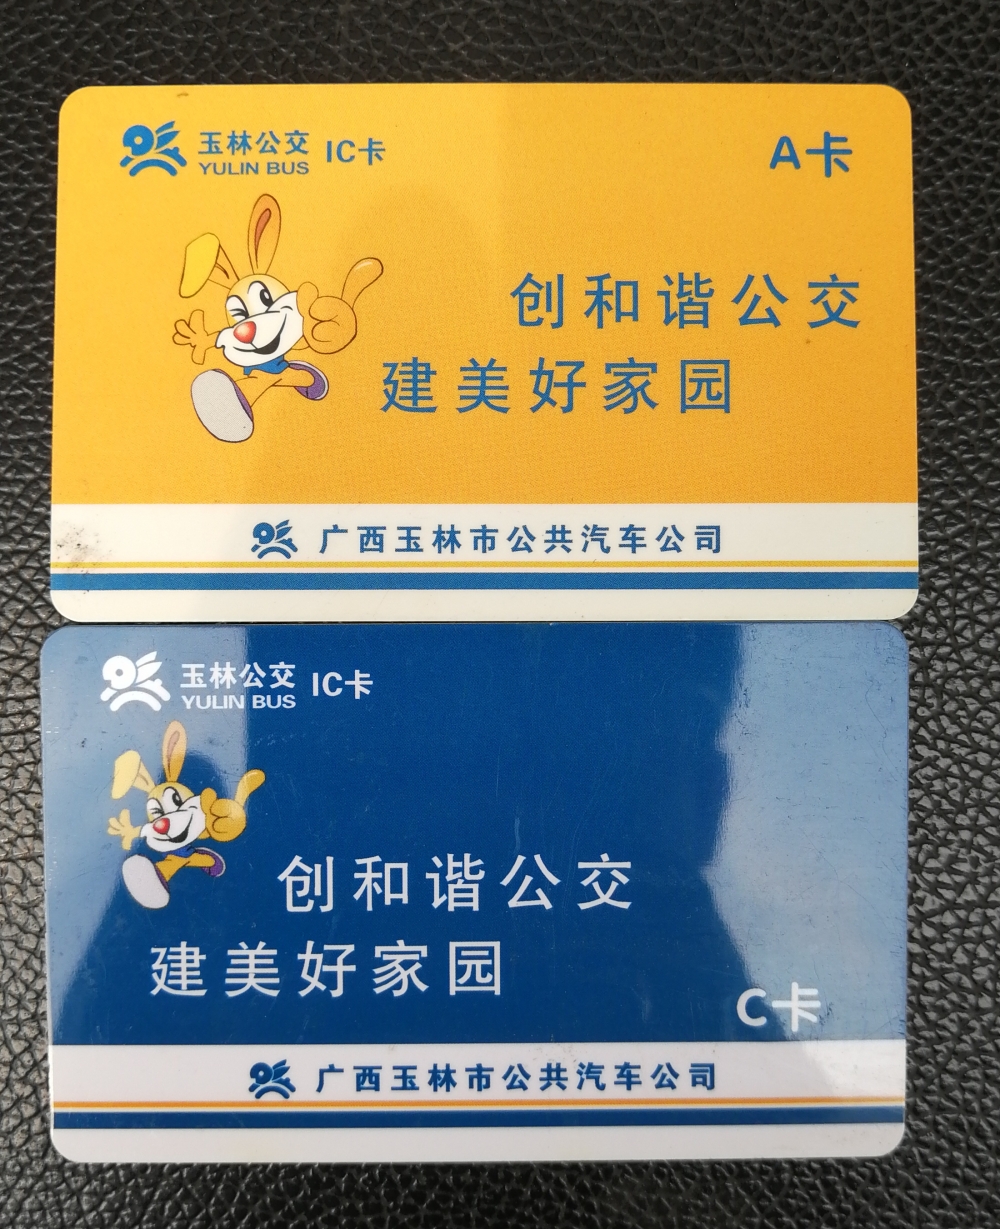 玉林公交 IC卡
YULIN BUS
A卡
创和谐公交
建美好家园
广西玉林市公共汽车公司
玉林公交 IC卡
YULIN BUS
创和谐公交
建美好家园
C卡
广西玉林市公共汽车公司